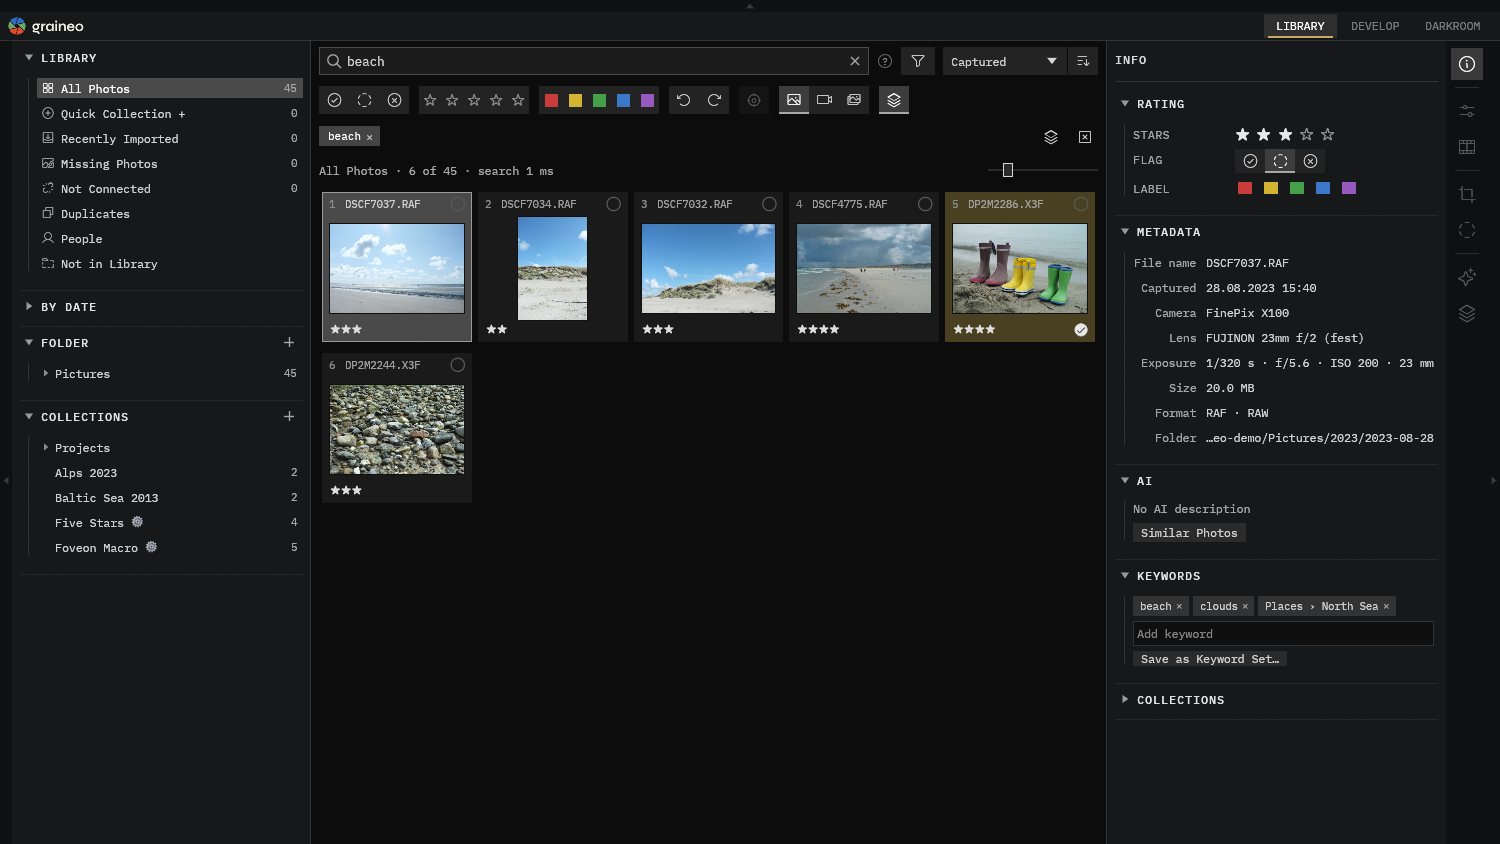 graineo
LIBRARY DEVELOP DARKROOM
LIBRARY
All Photos 45
Quick Collection + 0
Recently Imported 0
Missing Photos 0
Not Connected 0
Duplicates
People
Not in Library
BY DATE
FOLDER
Pictures 45
COLLECTIONS
Projects
Alps 2023 2
Baltic Sea 2013 2
Five Stars 4
Foveon Macro 5
beach
Captured
beach ×
All Photos · 6 of 45 · search 1 ms
1 DSCF7037.RAF
2 DSCF7034.RAF
3 DSCF7032.RAF
4 DSCF4775.RAF
5 DP2M2286.X3F
6 DP2M2244.X3F
INFO
RATING
STARS
FLAG
LABEL
METADATA
File name DSCF7037.RAF
Captured 28.08.2023 15:40
Camera FinePix X100
Lens FUJINON 23mm f/2 (fest)
Exposure 1/320 s · f/5.6 · ISO 200 · 23 mm
Size 20.0 MB
Format RAF · RAW
Folder …eo-demo/Pictures/2023/2023-08-28
AI
No AI description
Similar Photos
KEYWORDS
beach × clouds × Places › North Sea ×
Add keyword
Save as Keyword Set…
COLLECTIONS